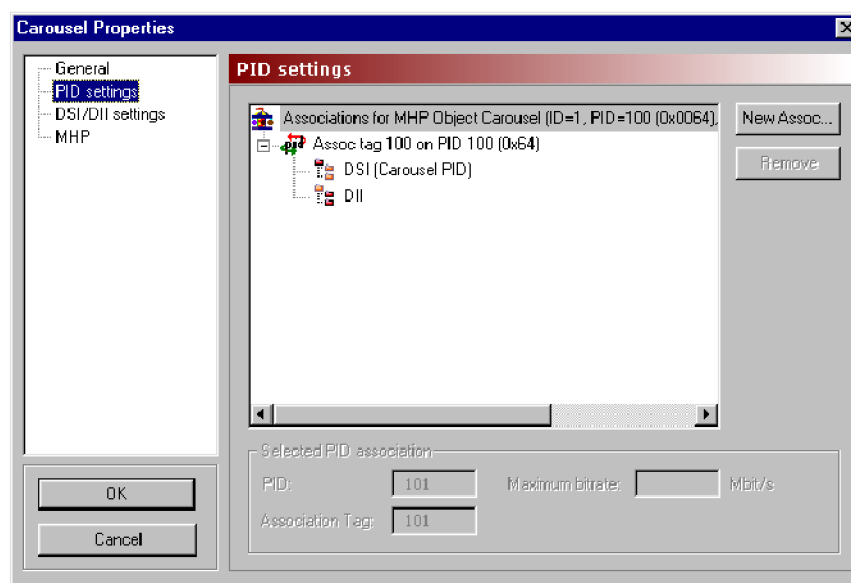 Carousel Properties
General
PID settings
DSI/DII settings
MHP
OK
Cancel
PID settings
Associations for MHP Object Carousel (ID=1, PID=100 (0x0064),
Assoc tag 100 on PID 100 (0x64)
DSI (Carousel PID)
DII
New Assoc...
Remove
Selected PID association
PID: 101 Maximum bitrate: Mbit/s
Association Tag: 101